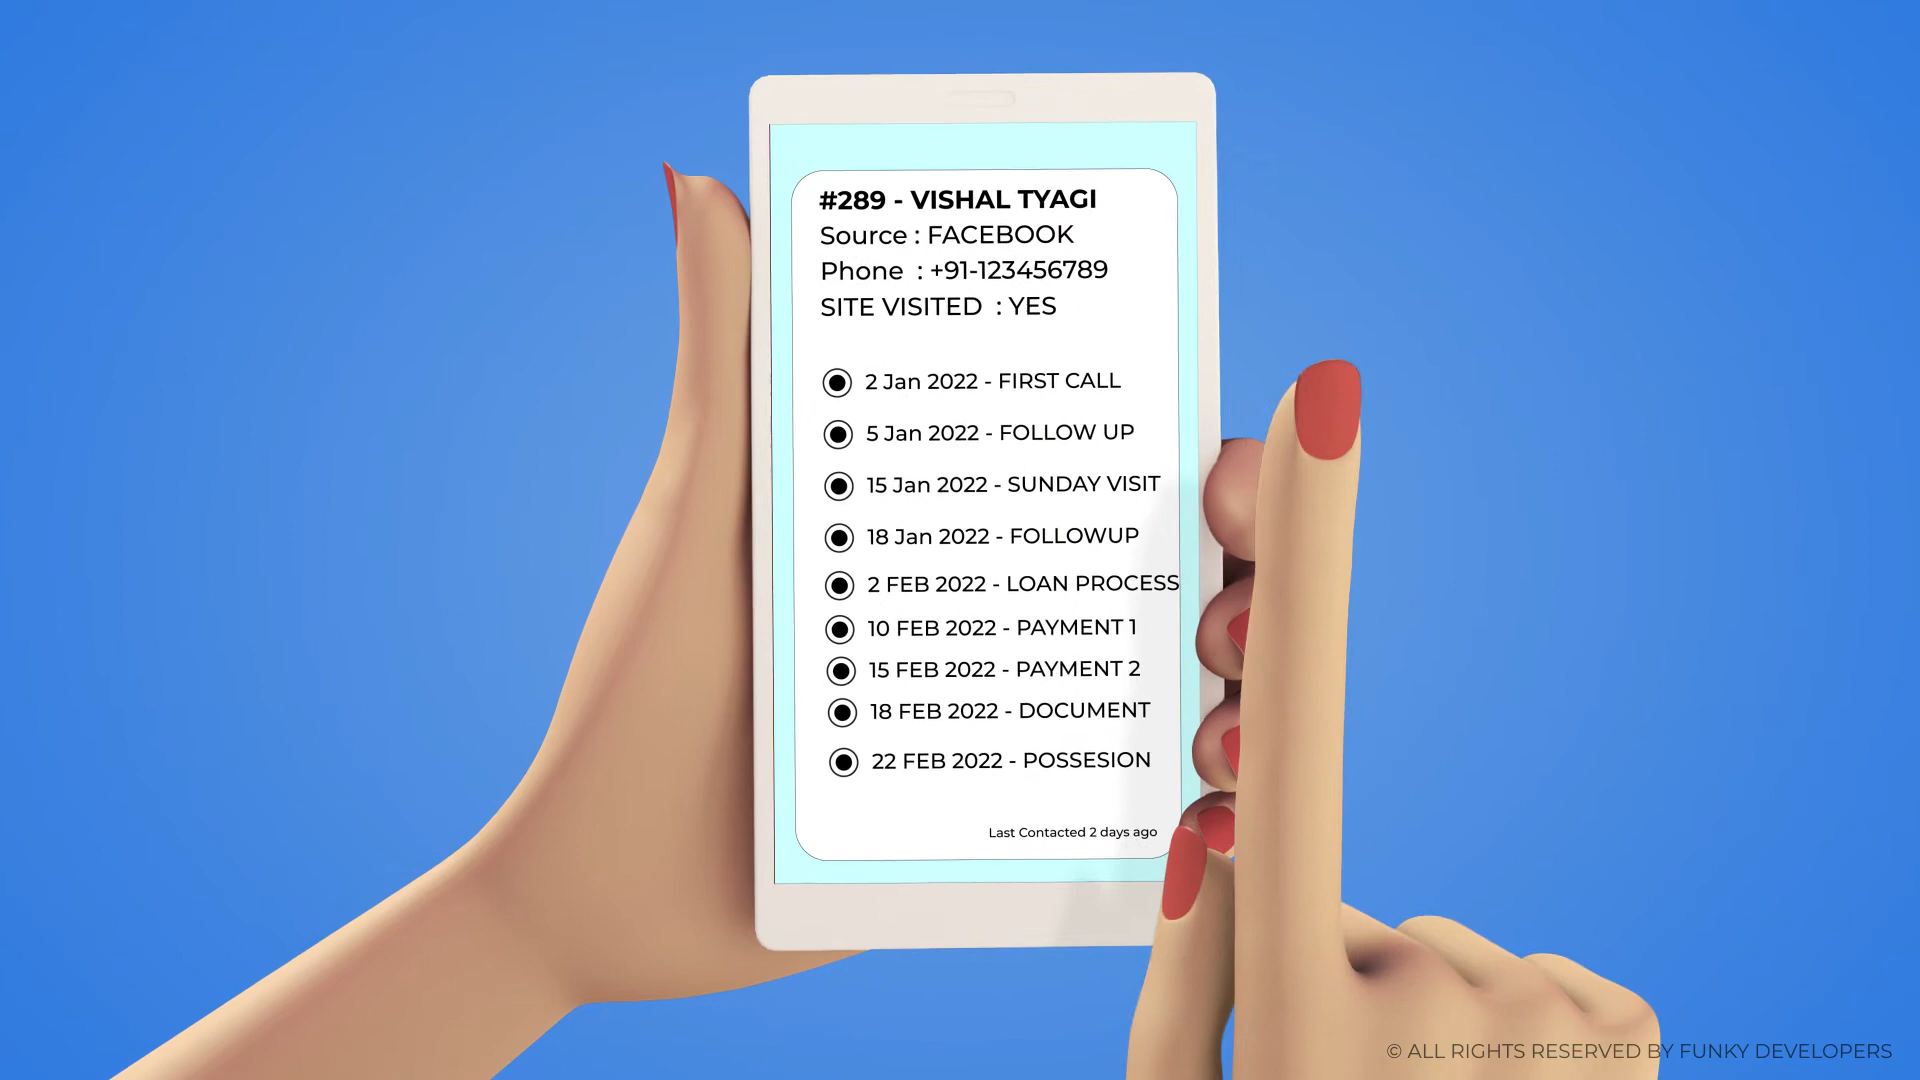 #289 - VISHAL TYAGI
Source : FACEBOOK
Phone : +91-123456789
SITE VISITED : YES
2 Jan 2022 - FIRST CALL
5 Jan 2022 - FOLLOW UP
15 Jan 2022 - SUNDAY VISIT
18 Jan 2022 - FOLLOWUP
2 FEB 2022 - LOAN PROCESS
10 FEB 2022 - PAYMENT 1
15 FEB 2022 - PAYMENT 2
18 FEB 2022 - DOCUMENT
22 FEB 2022 - POSSESION
Last Contacted 2 days ago
© ALL RIGHTS RESERVED BY FUNKY DEVELOPERS